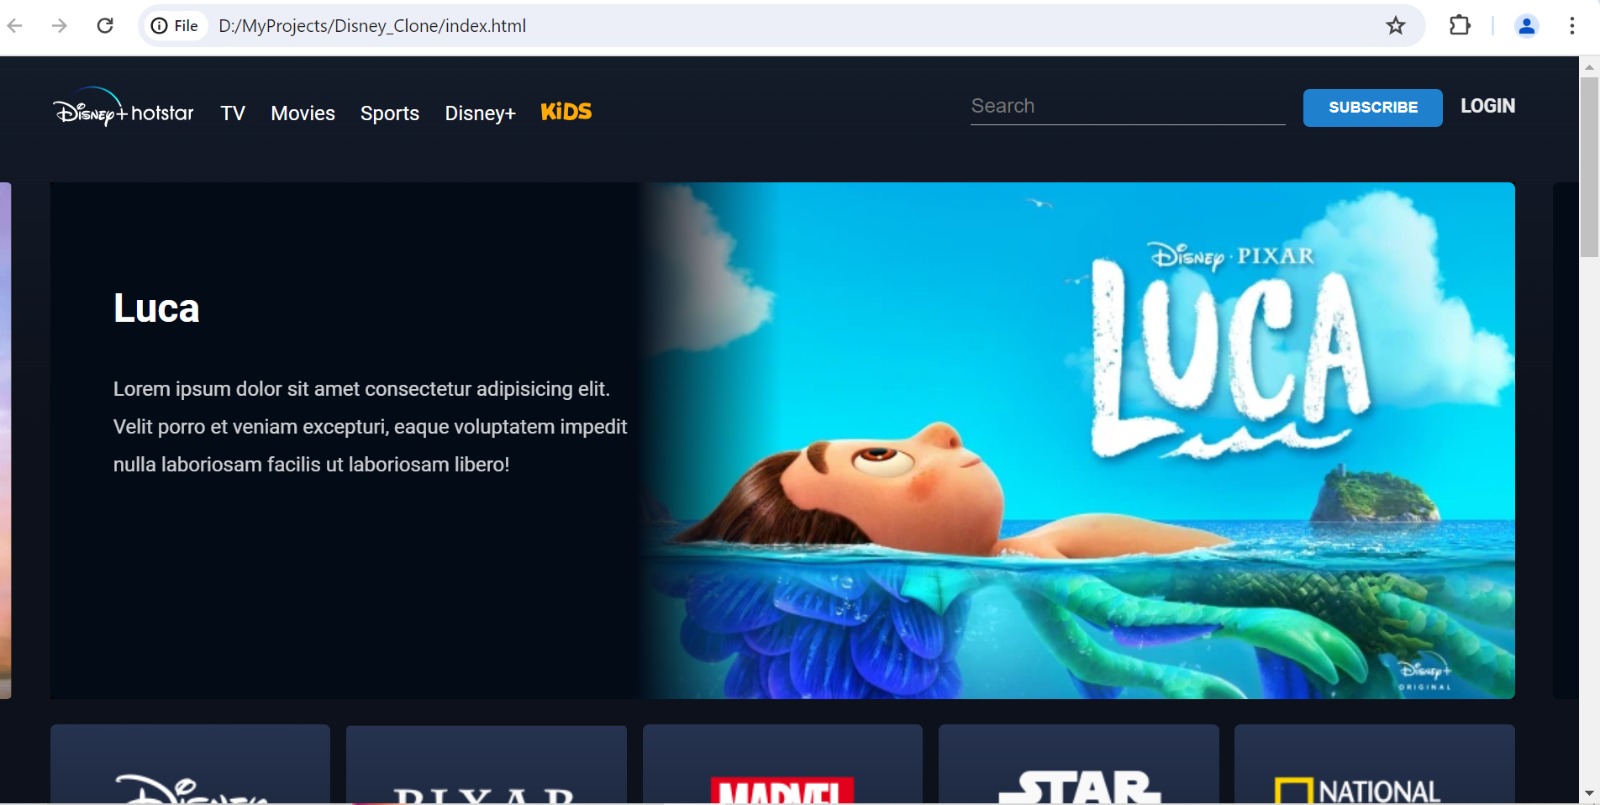 File D:/MyProjects/Disney_Clone/index.html
Disney+ hotstar TV Movies Sports Disney+ KiDS Search SUBSCRIBE LOGIN
Disney · PIXAR
LUCA
Luca
Lorem ipsum dolor sit amet consectetur adipisicing elit.
Velit porro et veniam excepturi, eaque voluptatem impedit
nulla laboriosam facilis ut laboriosam libero!
Disney+
ORIGINAL
Disney PIXAR MARVEL STAR NATIONAL